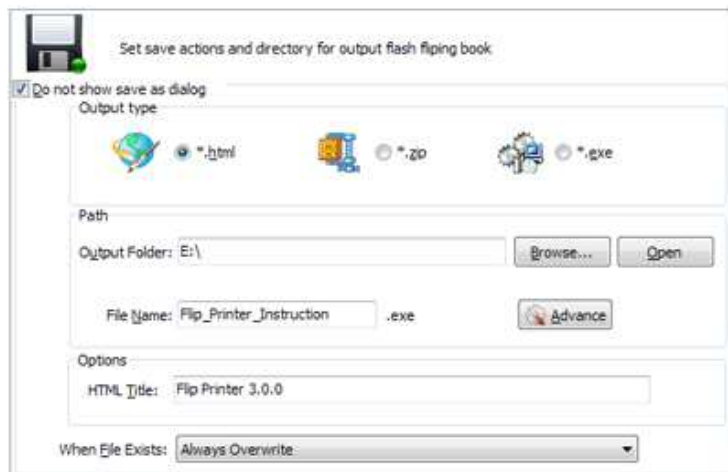 Set save actions and directory for output flash fliping book
Do not show save as dialog
Output type
*.html *.zip *.exe
Path
Output Folder: E:\ Browse... Open
File Name: Flip_Printer_Instruction .exe Advance
Options
HTML Title: Flip Printer 3.0.0
When File Exists: Always Overwrite